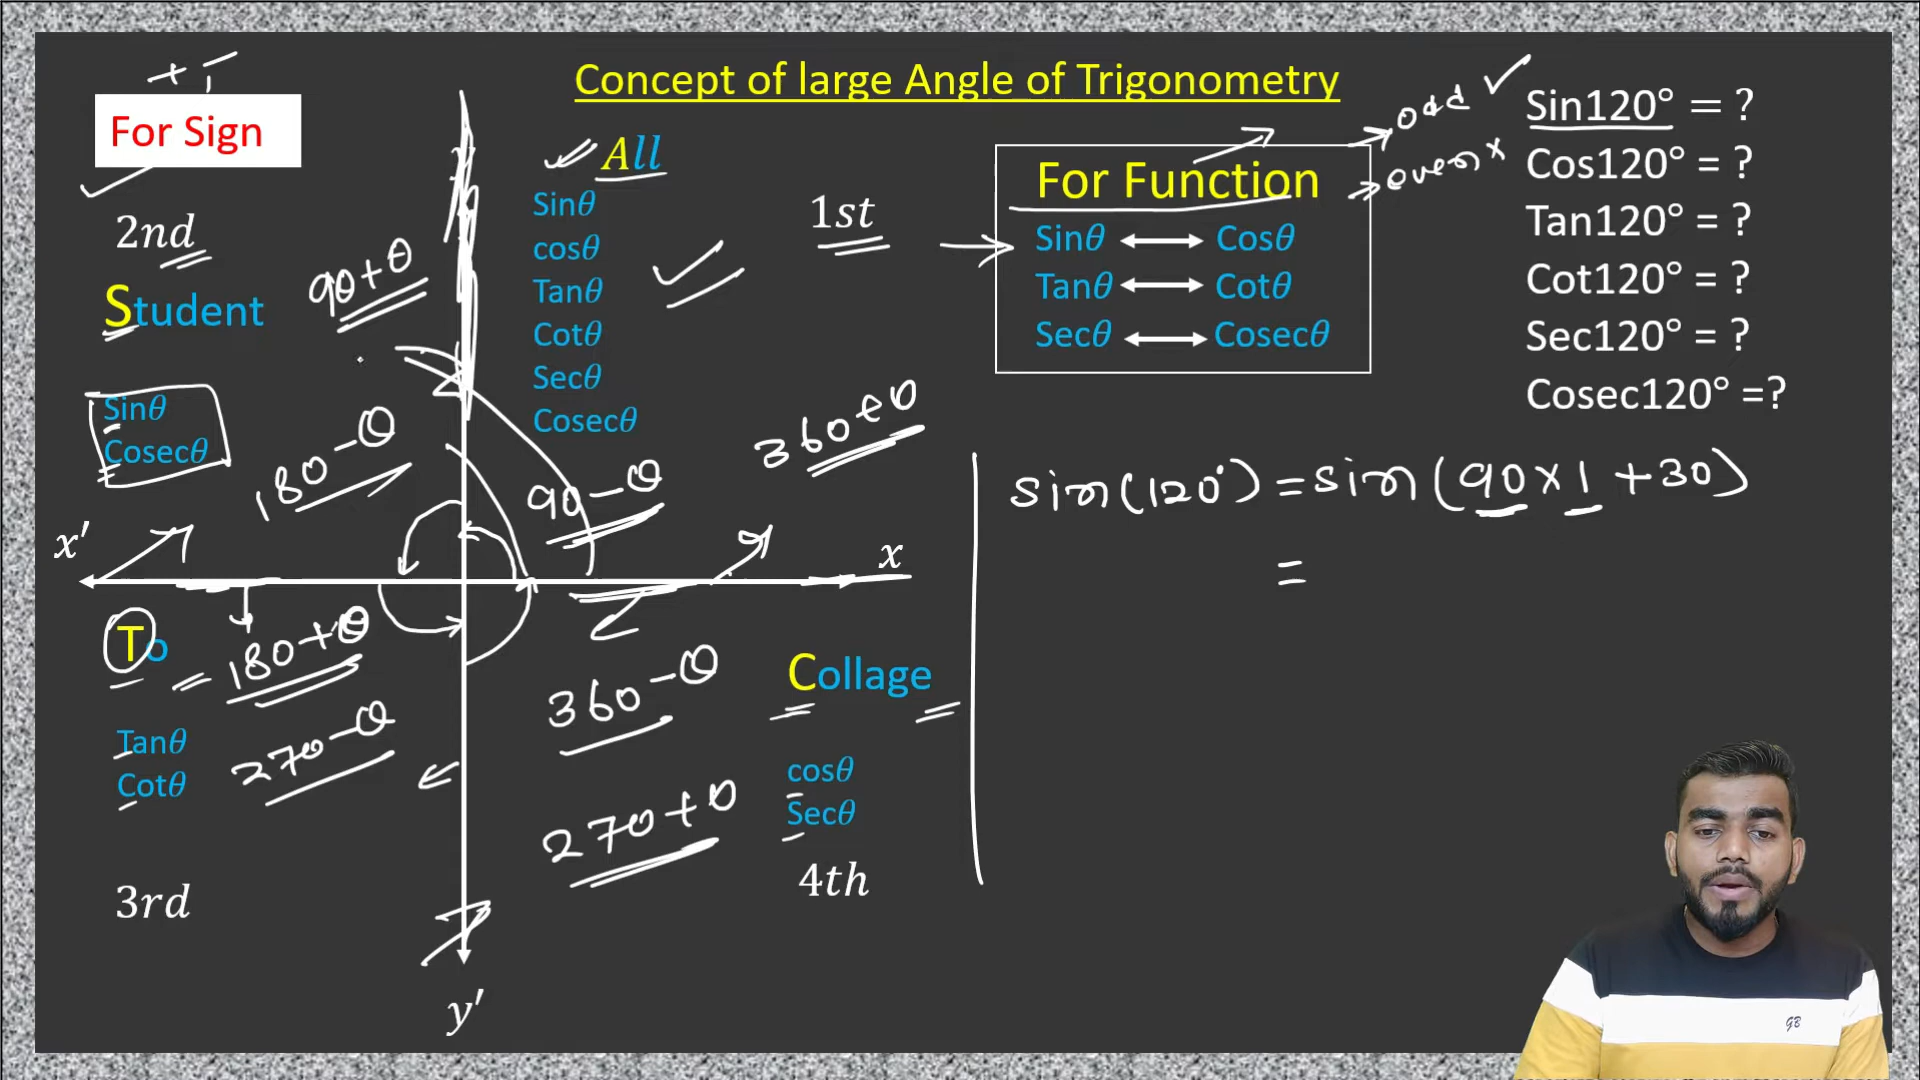 Concept of large Angle of Trigonometry
+ -
For Sign
2nd
Student
90+θ
Sinθ
Cosecθ
180-θ
All
Sinθ
cosθ
Tanθ
Cotθ
Secθ
Cosecθ
1st
90-θ
360+θ
x'
x
To
180+θ
Tanθ
Cotθ
270-θ
3rd
360-θ
Collage
270+θ
cosθ
Secθ
4th
y'
For Function
odd
even ×
Sinθ ↔ Cosθ
Tanθ ↔ Cotθ
Secθ ↔ Cosecθ
Sin120° = ?
Cos120° = ?
Tan120° = ?
Cot120° = ?
Sec120° = ?
Cosec120° =?
sin(120°) = sin(90×1+30)
=
GB